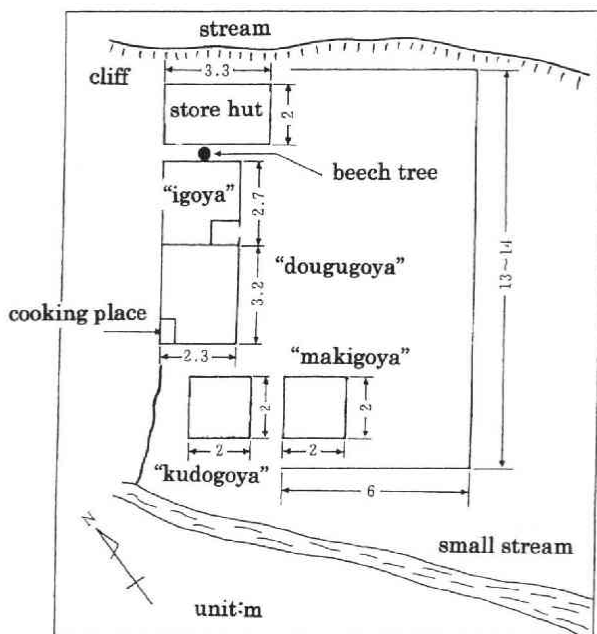 stream
cliff
3.3
store hut
2
beech tree
"igoya"
2.7
"dougugoya"
3.2
13~14
cooking place
2.3
"makigoya"
2
2
2
2
"kudogoya"
6
N
small stream
unit:m